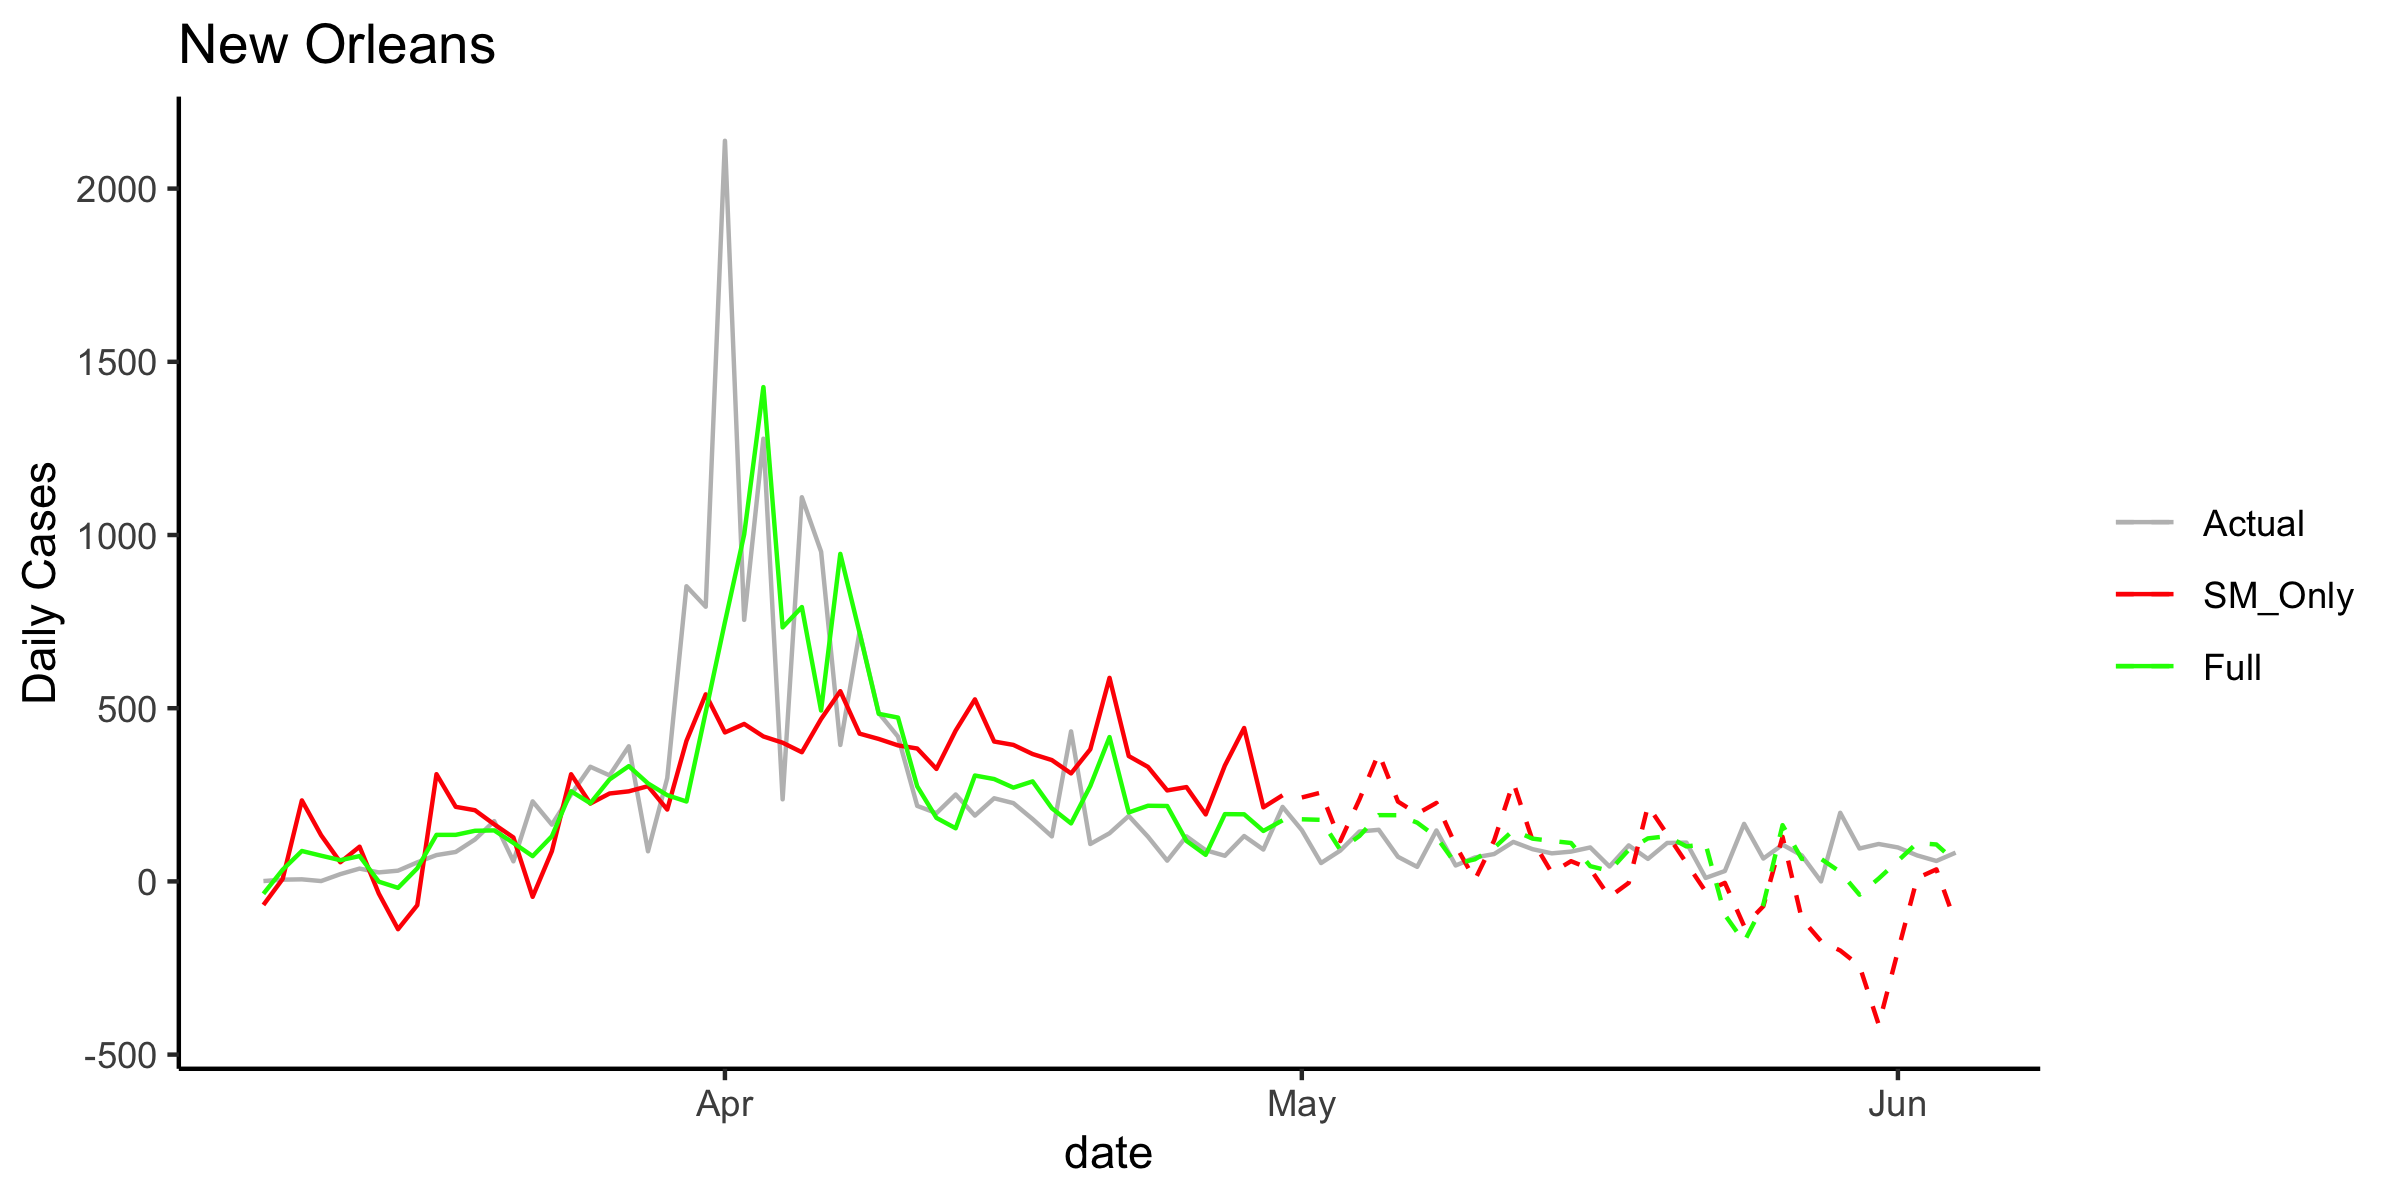 New Orleans
Daily Cases
2000
1500
1000
500
0
-500
Apr
May
Jun
date
Actual
SM_Only
Full